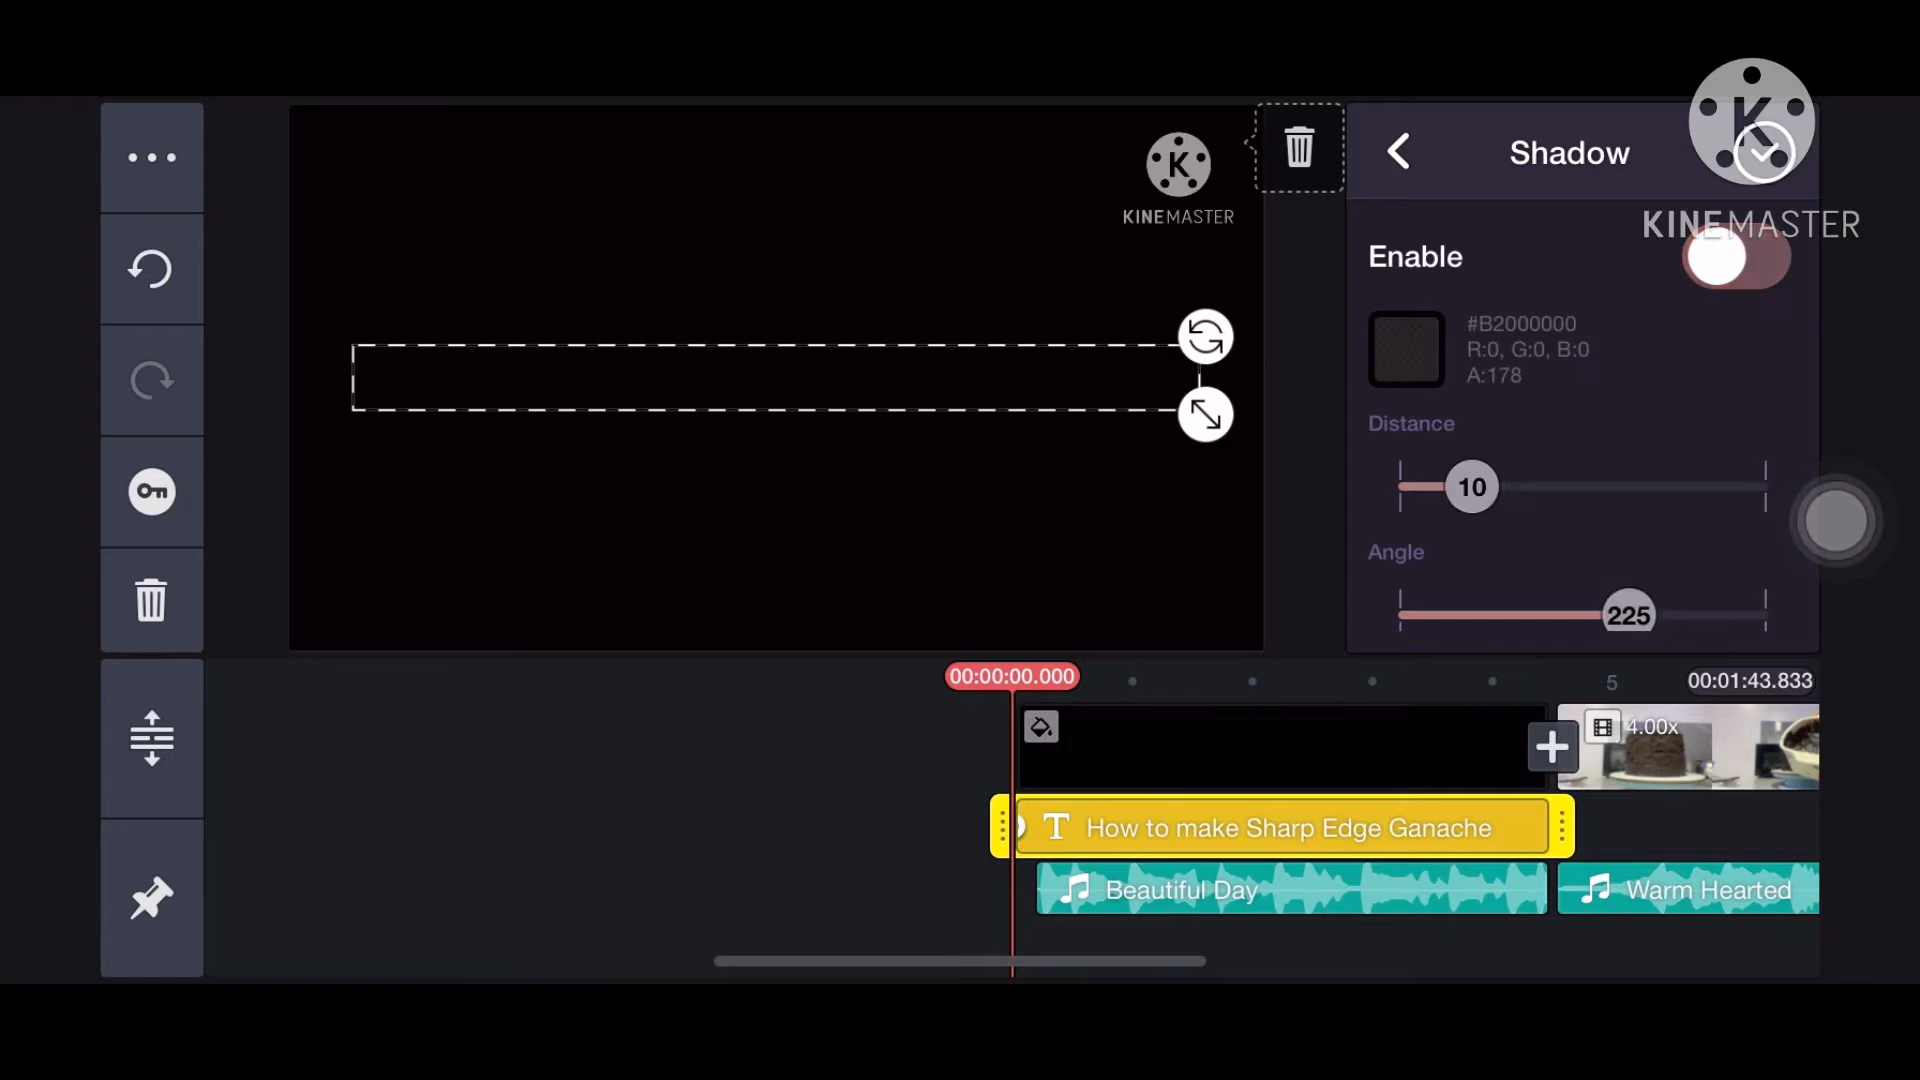 KINEMASTER
Shadow
K
KINEMASTER
Enable
#B2000000
R:0, G:0, B:0
A:178
Distance
10
Angle
225
00:00:00.000
5
00:01:43.833
4.00x
T How to make Sharp Edge Ganache
Beautiful Day
Warm Hearted